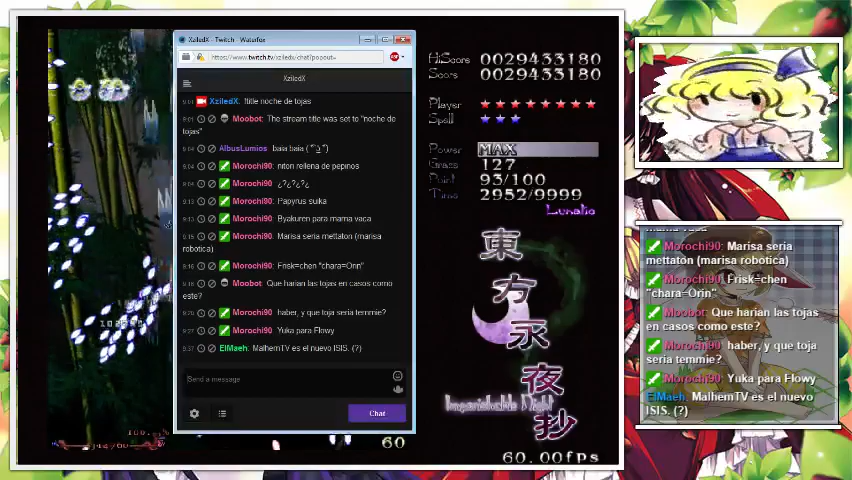 XziledX - Twitch - Waterfox
https://www.twitch.tv/xziledx/chat?popout=
XziledX
9:01 XziledX: !title noche de tojas
9:01 Moobot: The stream title was set to "noche de
tojas"
9:04 AlbusLumios: baia baia
9:04 Morochi90: niton rellena de pepinos
9:04 Morochi90: ¿?¿?¿?¿
9:13 Morochi90: Papyrus suika
9:13 Morochi90: Byakuren para mama vaca
9:15 Morochi90: Marisa seria mettaton (marisa
robotica)
9:16 Morochi90: Frisk=chen "chara=Orin"
9:18 Moobot: Que harian las tojas en casos como
este?
Morochi90: haber, y que toja seria temmie?
9:27 Morochi90: Yuka para Flowy
9:37 ElMaeh: MalhemTV es el nuevo ISIS. (?)
Send a message
Chat
60
HiScore 0029433180
Score 0029433180
Player ★★★★★★★★
Spell ★★★
Power MAX
Graze 127
Point 93/100
Time 2952/9999
Lunatic
東
方
永
夜
抄
Imperishable Night
60.00fps
Morochi90: Marisa seria
mettaton (marisa robotica)
Morochi90: Frisk=chen
"chara=Orin"
Moobot: Que harian las tojas
en casos como este?
Morochi90: haber, y que toja
seria temmie?
Morochi90: Yuka para Flowy
ElMaeh: MalhemTV es el nuevo
ISIS. (?)